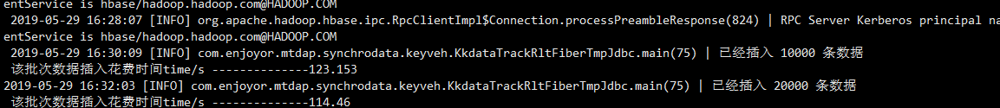 entService is hbase/hadoop.hadoop.com@HADOOP.COM
2019-05-29 16:28:07 [INFO] org.apache.hadoop.hbase.ipc.RpcClientImpl$Connection.processPreambleResponse(824) | RPC Server Kerberos principal na
entService is hbase/hadoop.hadoop.com@HADOOP.COM
2019-05-29 16:30:09 [INFO] com.enjoyor.mtdap.synchrodata.keyveh.KkdataTrackRltFiberTmpJdbc.main(75) | 已经插入 10000 条数据
该批次数据插入花费时间time/s --------------123.153
2019-05-29 16:32:03 [INFO] com.enjoyor.mtdap.synchrodata.keyveh.KkdataTrackRltFiberTmpJdbc.main(75) | 已经插入 20000 条数据
该批次数据插入花费时间time/s --------------114.46